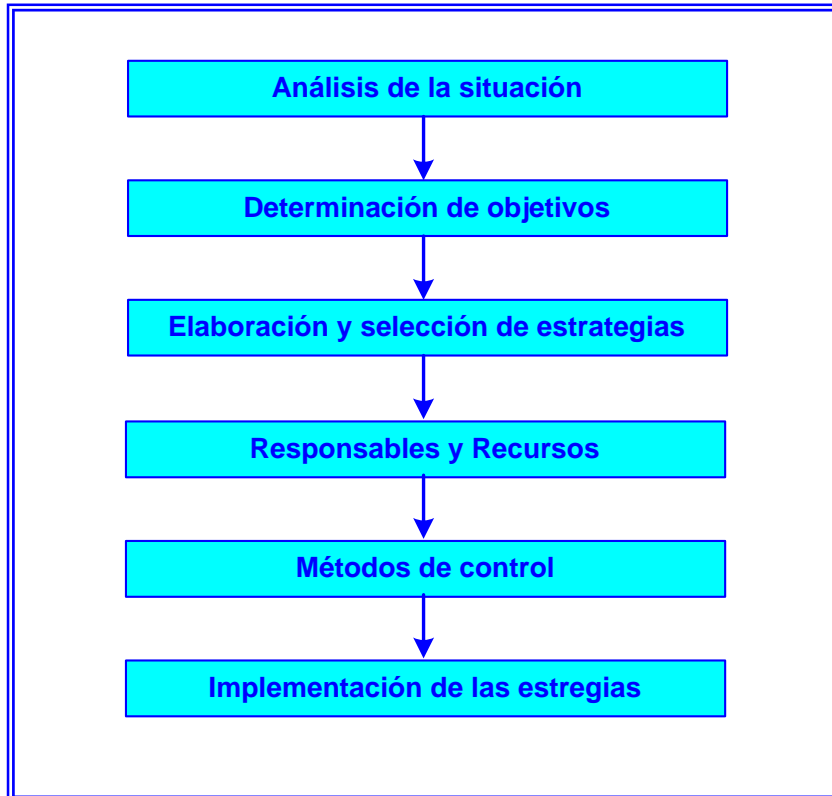 Análisis de la situación
Determinación de objetivos
Elaboración y selección de estrategias
Responsables y Recursos
Métodos de control
Implementación de las estregias